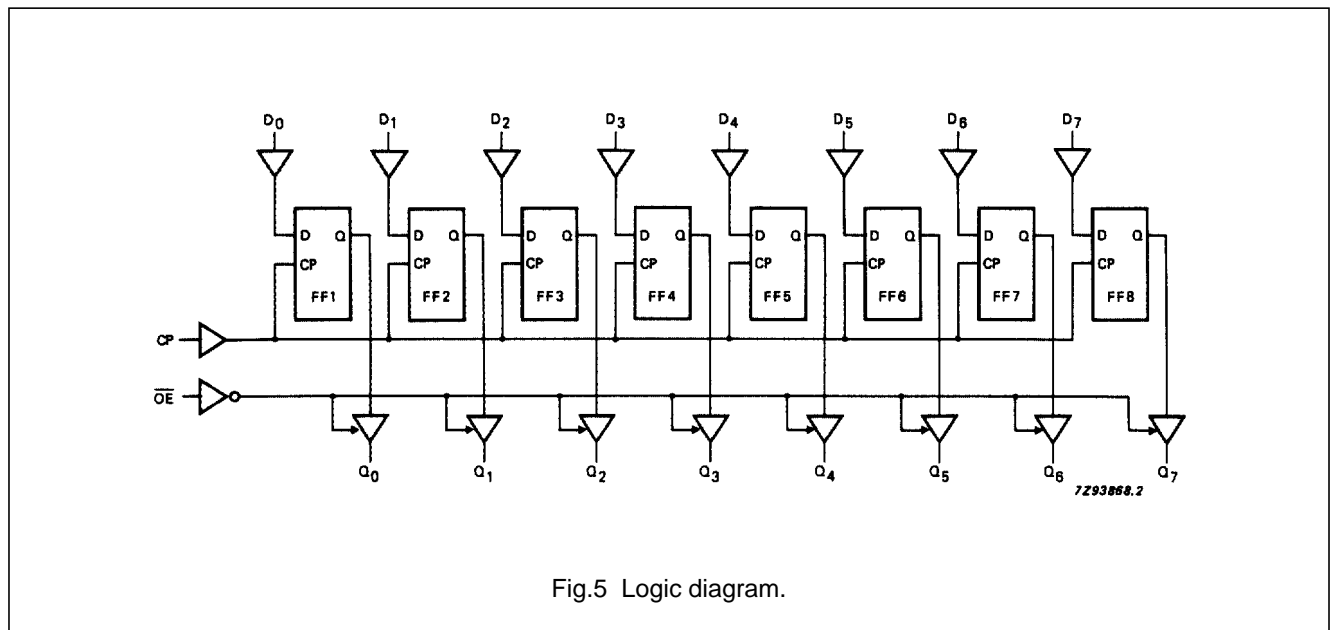 D0 D1 D2 D3 D4 D5 D6 D7
D Q D Q D Q D Q D Q D Q D Q D Q
CP CP CP CP CP CP CP CP
FF1 FF2 FF3 FF4 FF5 FF6 FF7 FF8
CP
O̅E̅
Q0 Q1 Q2 Q3 Q4 Q5 Q6 Q7
7Z93868.2
Fig.5 Logic diagram.